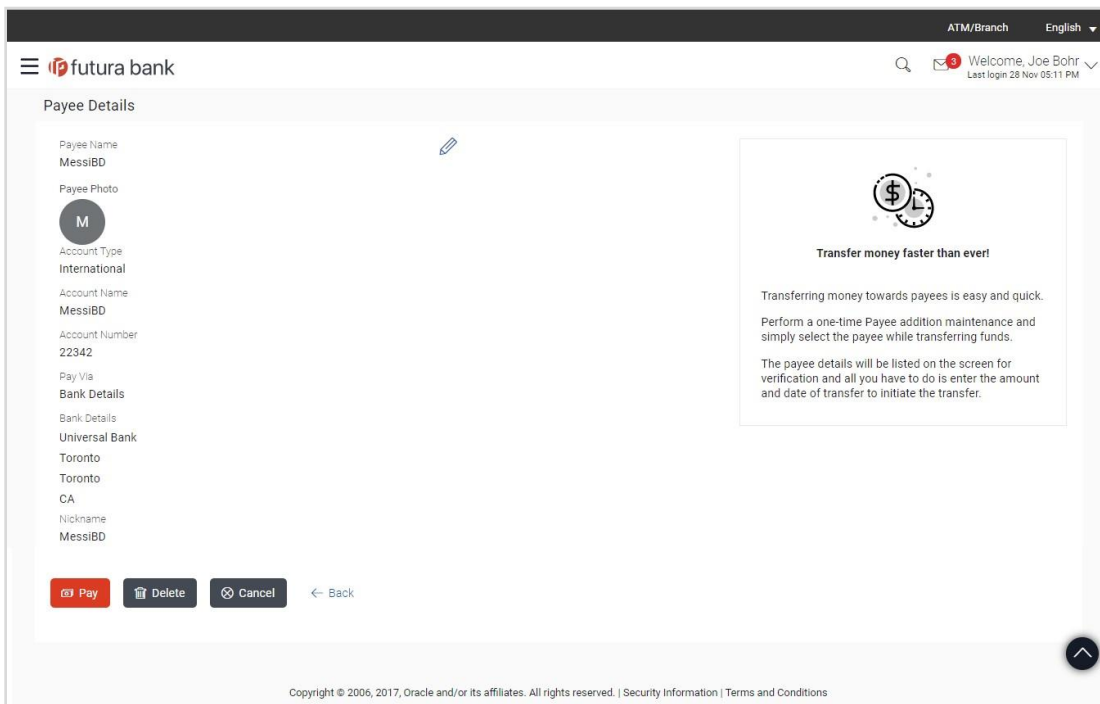 ATM/Branch English
futura bank
3
Welcome, Joe Bohr
Last login 28 Nov 05:11 PM
Payee Details
Payee Name
MessiBD
Payee Photo
M
Account Type
International
Account Name
MessiBD
Account Number
22342
Pay Via
Bank Details
Bank Details
Universal Bank
Toronto
Toronto
CA
Nickname
MessiBD
Pay Delete Cancel Back
$
Transfer money faster than ever!
Transferring money towards payees is easy and quick.
Perform a one-time Payee addition maintenance and
simply select the payee while transferring funds.
The payee details will be listed on the screen for
verification and all you have to do is enter the amount
and date of transfer to initiate the transfer.
Copyright © 2006, 2017, Oracle and/or its affiliates. All rights reserved. | Security Information | Terms and Conditions